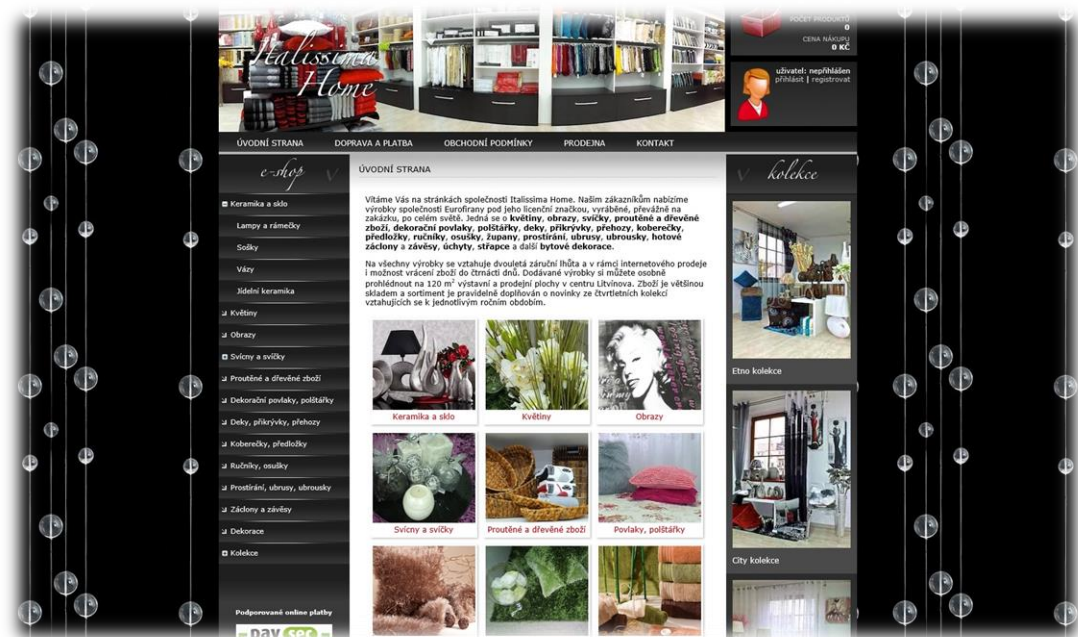 Italissima
Home
POČET PRODUKTŮ
0
CENA NÁKUPU
0 KČ
uživatel: nepřihlášen
přihlásit | registrovat
ÚVODNÍ STRANA
DOPRAVA A PLATBA
OBCHODNÍ PODMÍNKY
PRODEJNA
KONTAKT
e-shop
Keramika a sklo
Lampy a rámečky
Sošky
Vázy
Jídelní keramika
Květiny
Obrazy
Svícny a svíčky
Proutěné a dřevěné zboží
Dekorační povlaky, polštářky
Deky, přikrývky, přehozy
Koberečky, předložky
Ručníky, osušky
Prostírání, ubrusy, ubrousky
Záclony a závěsy
Dekorace
Kolekce
Podporované online platby
pay sec
ÚVODNÍ STRANA
Vítáme Vás na stránkách společnosti Italissima Home. Našim zákazníkům nabízíme
výrobky společnosti Eurofirany pod jeho licenční značkou, vyráběné, převážně na
zakázku, po celém světě. Jedná se o květiny, obrazy, svíčky, proutěné a dřevěné
zboží, dekorační povlaky, polštářky, deky, přikrývky, přehozy, koberečky,
předložky, ručníky, osušky, župany, prostírání, ubrusy, ubrousky, hotové
záclony a závěsy, úchyty, střapce a další bytové dekorace.
Na všechny výrobky se vztahuje dvouletá záruční lhůta a v rámci internetového prodeje
i možnost vrácení zboží do čtrnácti dnů. Dodávané výrobky si můžete osobně
prohlédnout na 120 m² výstavní a prodejní plochy v centru Litvínova. Zboží je většinou
skladem a sortiment je pravidelně doplňován o novinky ze čtvrtletních kolekcí
vztahujících se k jednotlivým ročním obdobím.
Keramika a sklo
Květiny
Obrazy
Svícny a svíčky
Proutěné a dřevěné zboží
Povlaky, polštářky
kolekce
Etno kolekce
City kolekce